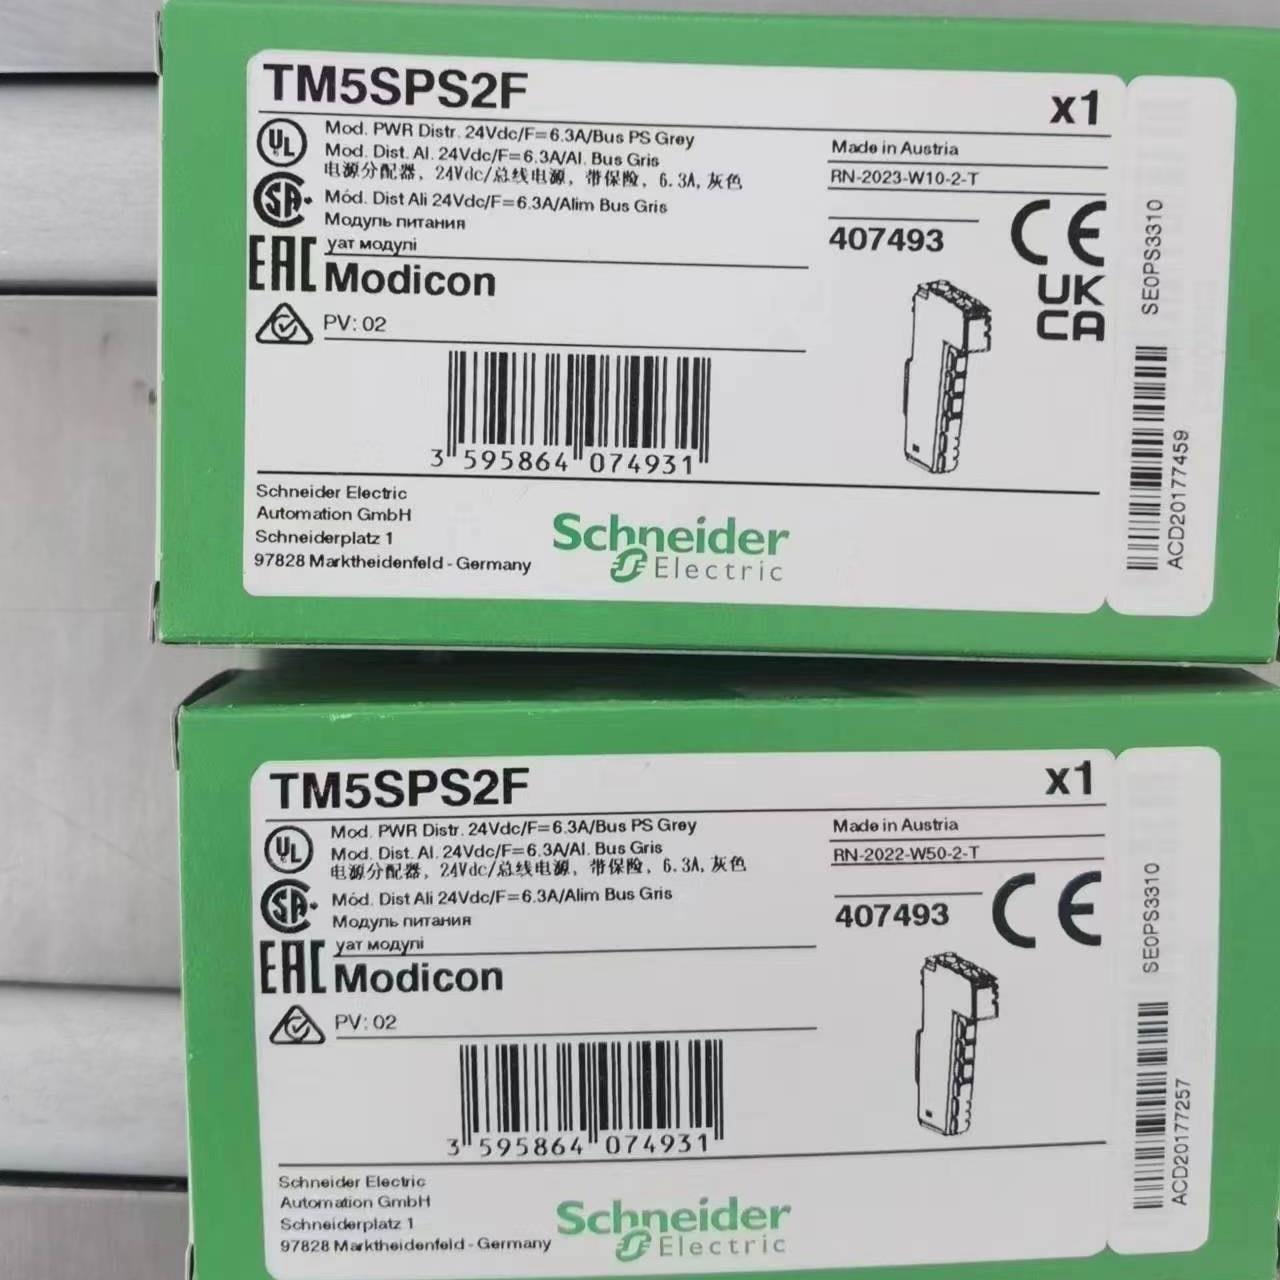 TM5SPS2F
x1
Mod. PWR Distr. 24Vdc/F=6.3A/Bus PS Grey
Mod. Dist. Al. 24Vdc/F=6.3A/Al. Bus Gris
电源分配器, 24Vdc/总线电源, 带保险, 6.3A, 灰色
Mód. Dist Ali 24Vdc/F=6.3A/Alim Bus Gris
Модуль питания
уат модулі
UL
SA
EAC
Modicon
PV: 02
Made in Austria
RN-2023-W10-2-T
407493
CE
UK
CA
3 595864 074931
Schneider Electric
Automation GmbH
Schneiderplatz 1
97828 Marktheidenfeld - Germany
Schneider
Electric
SE0PS3310
ACD20177459
TM5SPS2F
x1
Mod. PWR Distr. 24Vdc/F=6.3A/Bus PS Grey
Mod. Dist. Al. 24Vdc/F=6.3A/Al. Bus Gris
电源分配器, 24Vdc/总线电源, 带保险, 6.3A, 灰色
Mód. Dist Ali 24Vdc/F=6.3A/Alim Bus Gris
Модуль питания
уат модулі
UL
SA
EAC
Modicon
PV: 02
Made in Austria
RN-2022-W50-2-T
407493
CE
3 595864 074931
Schneider Electric
Automation GmbH
Schneiderplatz 1
97828 Marktheidenfeld - Germany
Schneider
Electric
SE0PS3310
ACD20177257